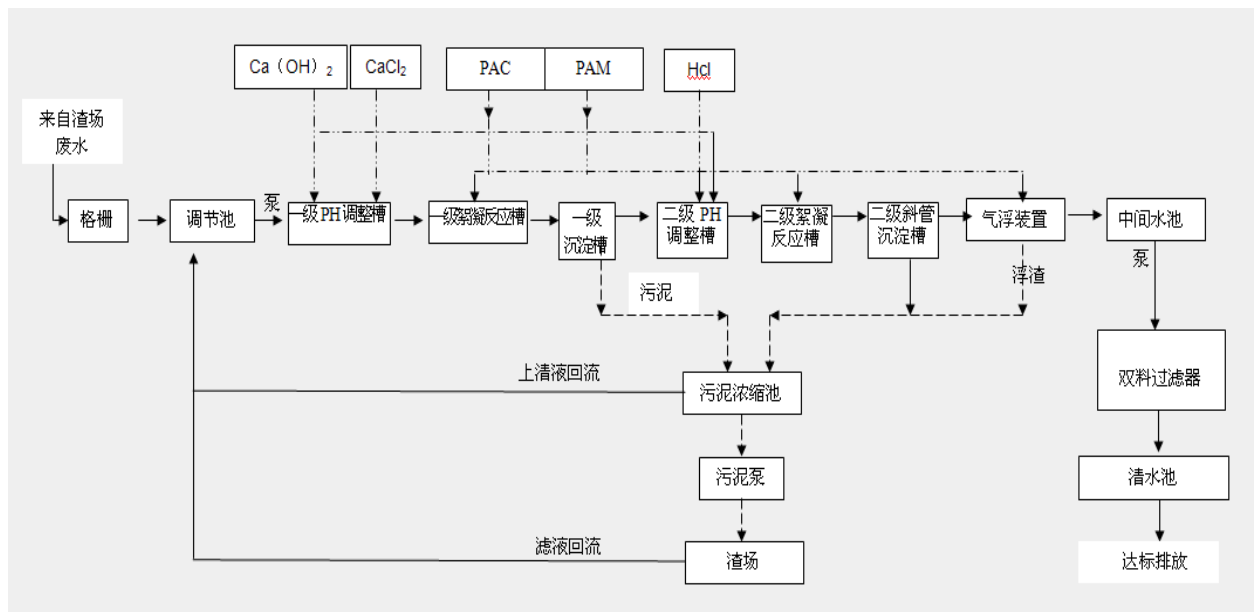 Ca（OH）2
CaCl2
PAC
PAM
Hcl
来自渣场
废水
泵
格栅
调节池
一级PH调整槽
一级絮凝反应槽
一级
沉淀槽
二级 PH
调整槽
二级絮凝
反应槽
二级斜管
沉淀槽
气浮装置
中间水池
污泥
浮渣
泵
上清液回流
污泥浓缩池
双料过滤器
污泥泵
清水池
滤液回流
渣场
达标排放